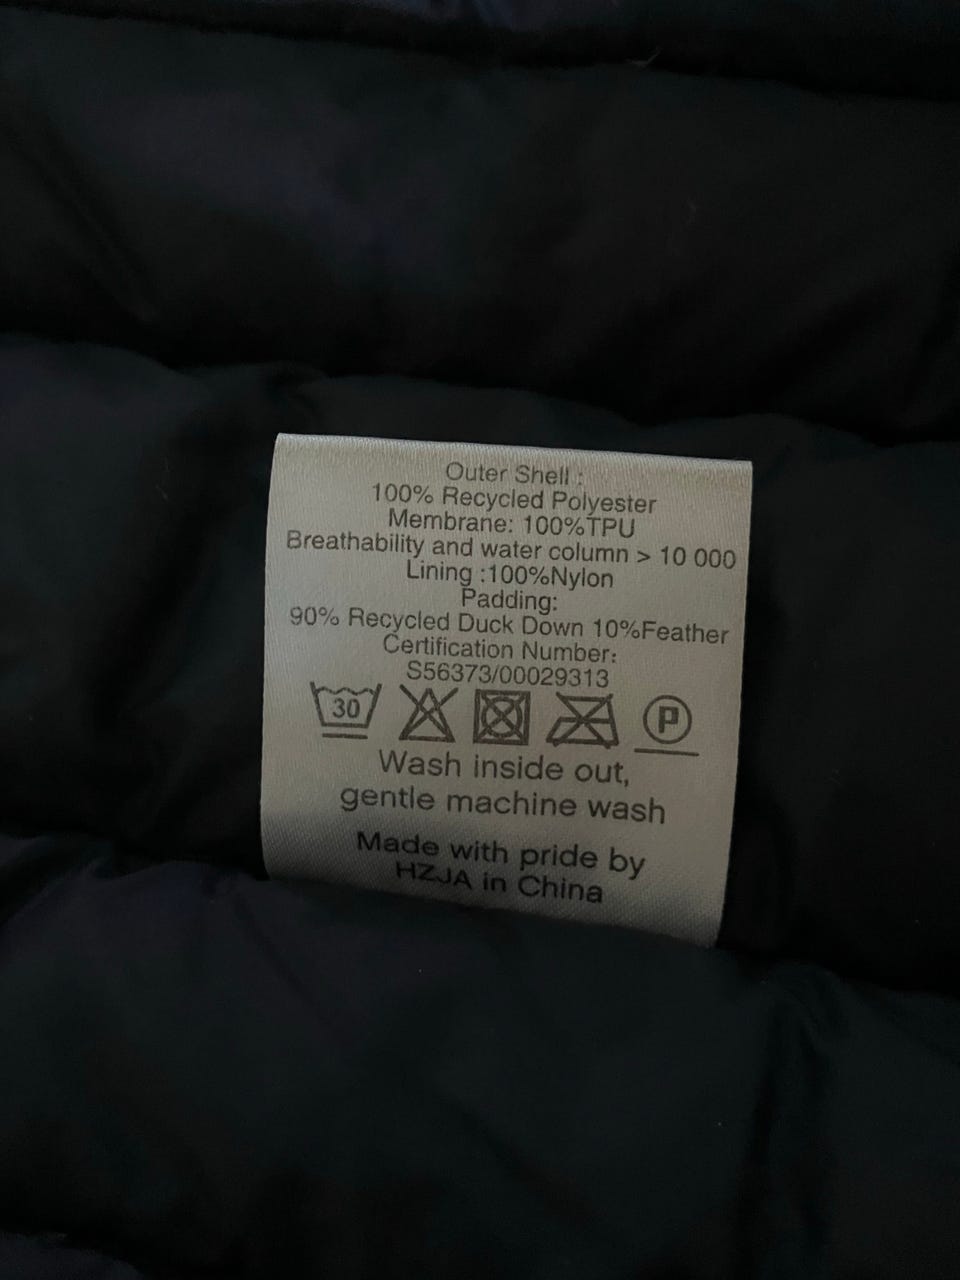 Outer Shell :
100% Recycled Polyester
Membrane: 100%TPU
Breathability and water column > 10 000
Lining :100%Nylon
Padding:
90% Recycled Duck Down 10%Feather
Certification Number:
S56373/00029313
30 P
Wash inside out,
gentle machine wash
Made with pride by
HZJA in China